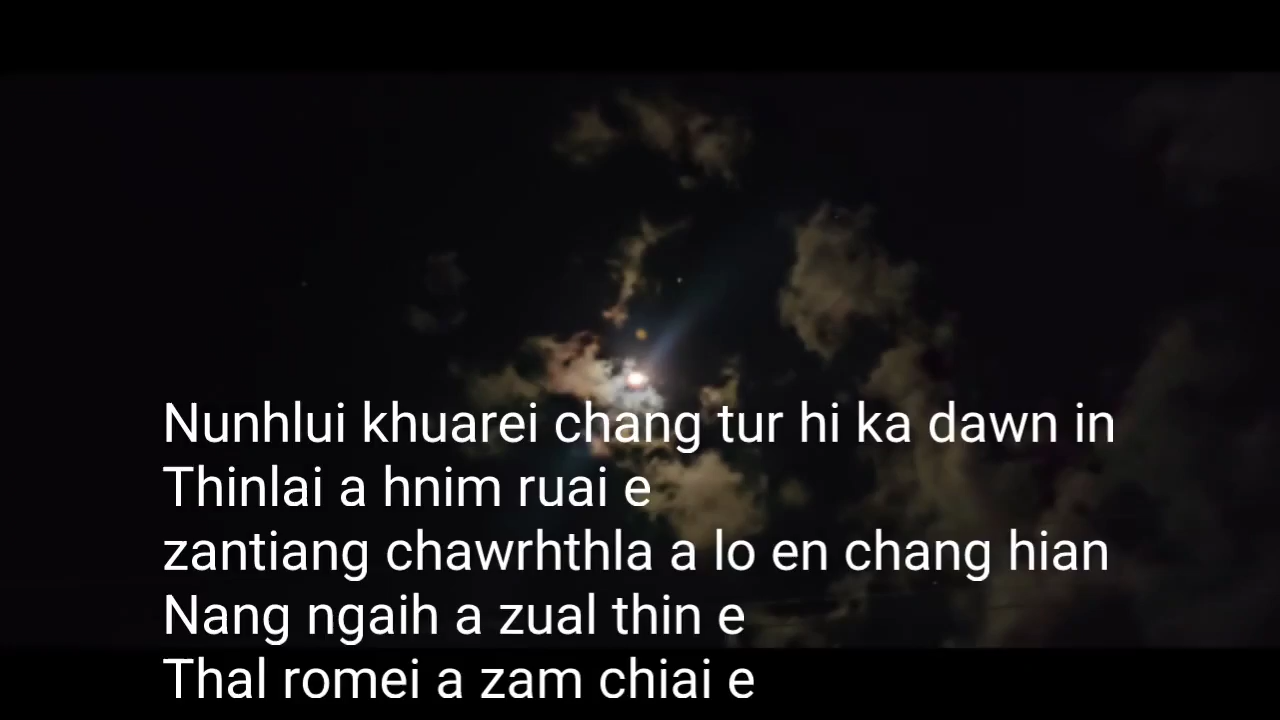 Nunhlui khuarei chang tur hi ka dawn in
Thinlai a hnim ruai e
zantiang chawrhthla a lo en chang hian
Nang ngaih a zual thin e
Thal romei a zam chiai e